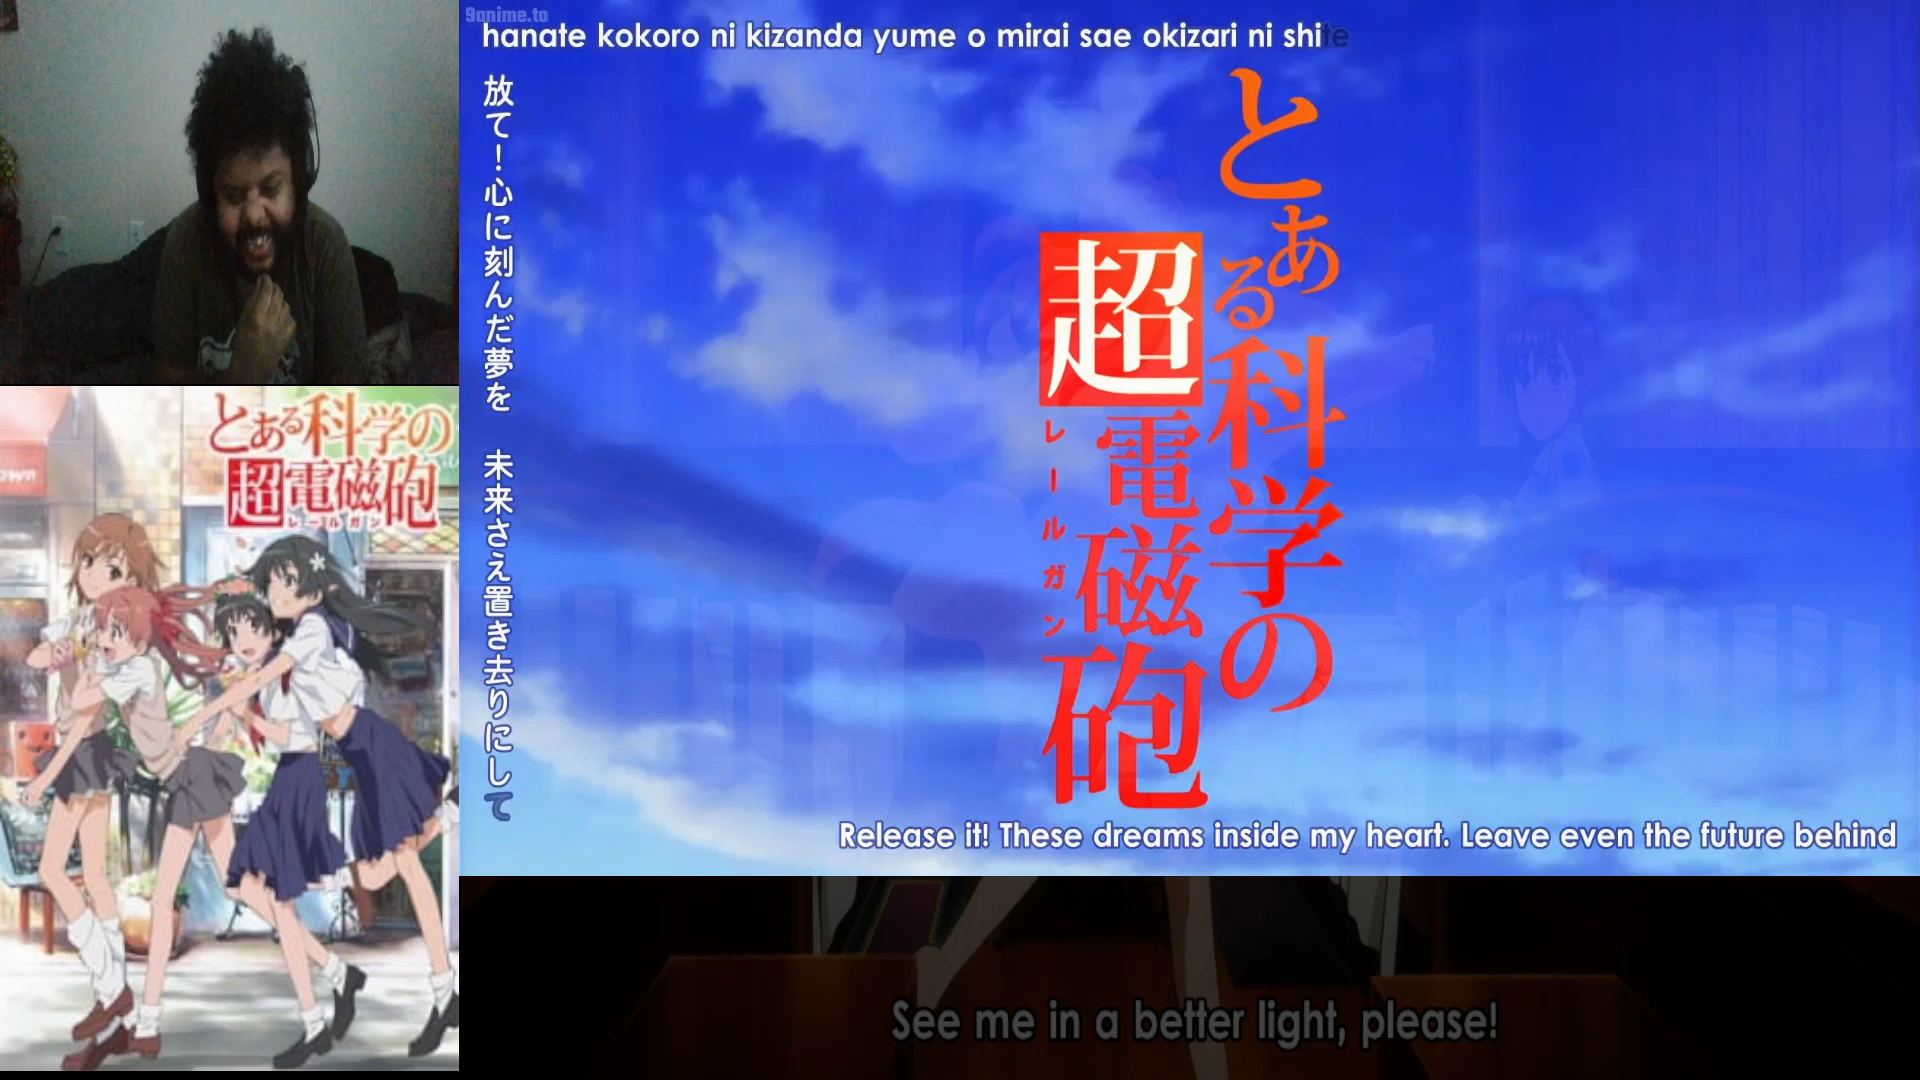 9anime.to
hanate kokoro ni kizanda yume o mirai sae okizari ni shite
放て!心に刻んだ夢を 未来さえ置き去りにして
とある科学の
超電磁砲
レールガン
Release it! These dreams inside my heart. Leave even the future behind
とある科学の
超電磁砲
レールガン
own
See me in a better light, please!